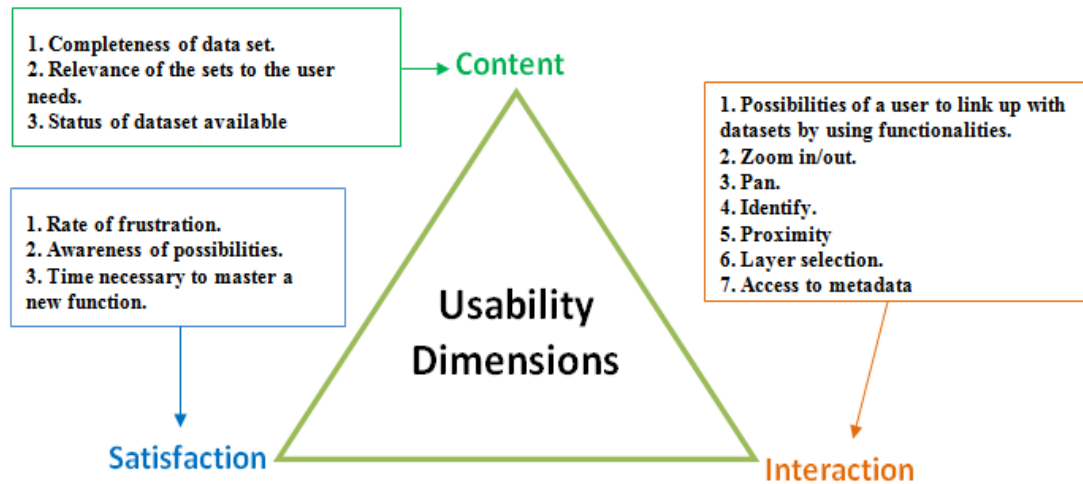 1. Completeness of data set.
2. Relevance of the sets to the user
needs.
3. Status of dataset available
Content
1. Possibilities of a user to link up with
datasets by using functionalities.
2. Zoom in/out.
3. Pan.
4. Identify.
5. Proximity
6. Layer selection.
7. Access to metadata
1. Rate of frustration.
2. Awareness of possibilities.
3. Time necessary to master a
new function.
Usability
Dimensions
Satisfaction
Interaction